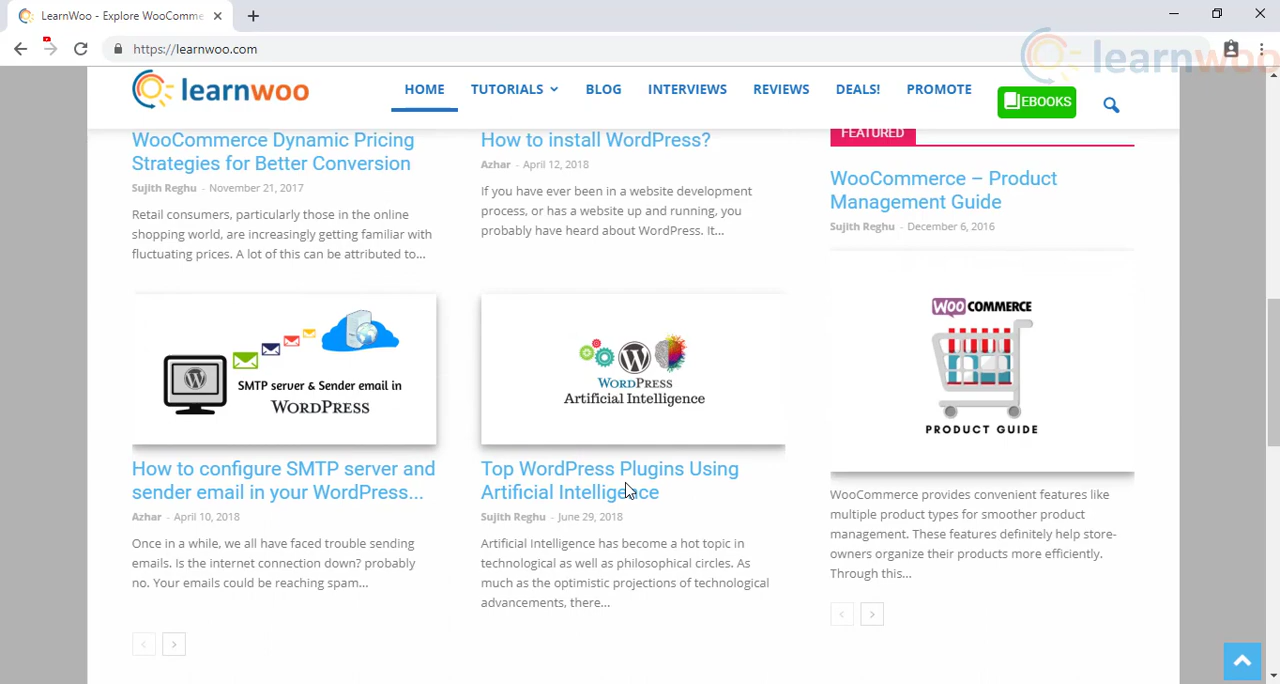 LearnWoo - Explore WooComme
https://learnwoo.com
learnwoo
learnwoo
HOME
TUTORIALS
BLOG
INTERVIEWS
REVIEWS
DEALS!
PROMOTE
EBOOKS
WooCommerce Dynamic Pricing
Strategies for Better Conversion
Sujith Reghu - November 21, 2017
Retail consumers, particularly those in the online
shopping world, are increasingly getting familiar with
fluctuating prices. A lot of this can be attributed to...
How to install WordPress?
Azhar - April 12, 2018
If you have ever been in a website development
process, or has a website up and running, you
probably have heard about WordPress. It...
SMTP server & Sender email in
WORDPRESS
How to configure SMTP server and
sender email in your WordPress...
Azhar - April 10, 2018
Once in a while, we all have faced trouble sending
emails. Is the internet connection down? probably
no. Your emails could be reaching spam...
WORDPRESS
Artificial Intelligence
Top WordPress Plugins Using
Artificial Intelligence
Sujith Reghu - June 29, 2018
Artificial Intelligence has become a hot topic in
technological as well as philosophical circles. As
much as the optimistic projections of technological
advancements, there...
FEATURED
WooCommerce – Product
Management Guide
Sujith Reghu - December 6, 2016
WOO COMMERCE
PRODUCT GUIDE
WooCommerce provides convenient features like
multiple product types for smoother product
management. These features definitely help store-
owners organize their products more efficiently.
Through this...